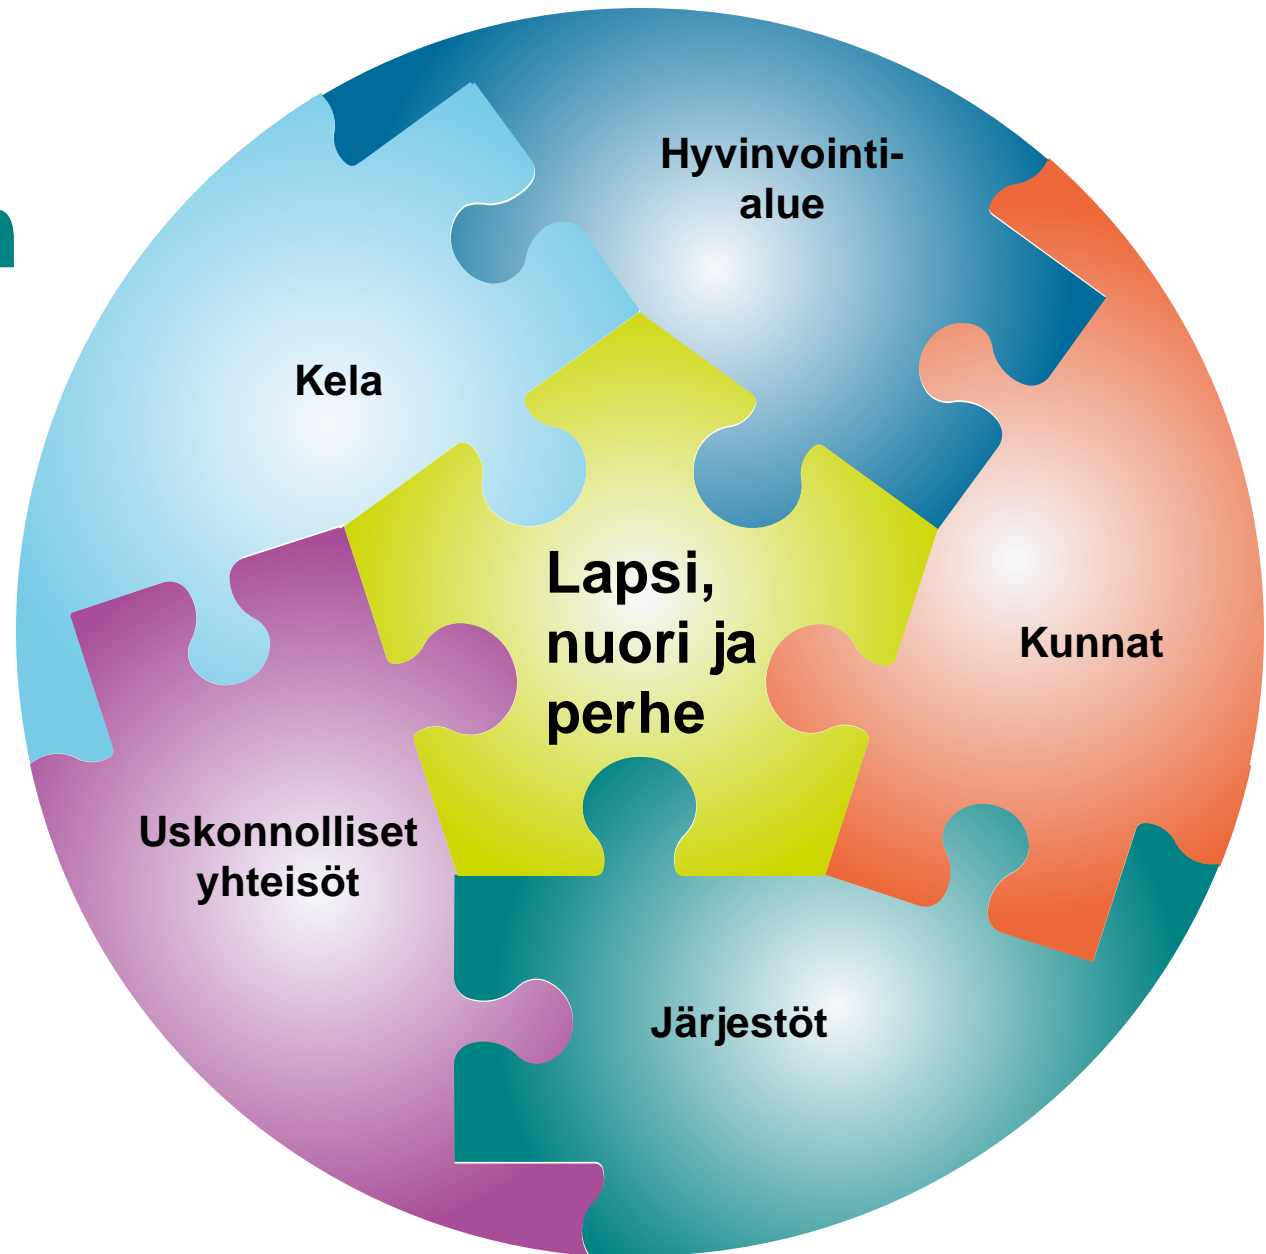 Hyvinvointi-
alue
Kela
Lapsi,
nuori ja
perhe
Kunnat
Uskonnolliset
yhteisöt
Järjestöt